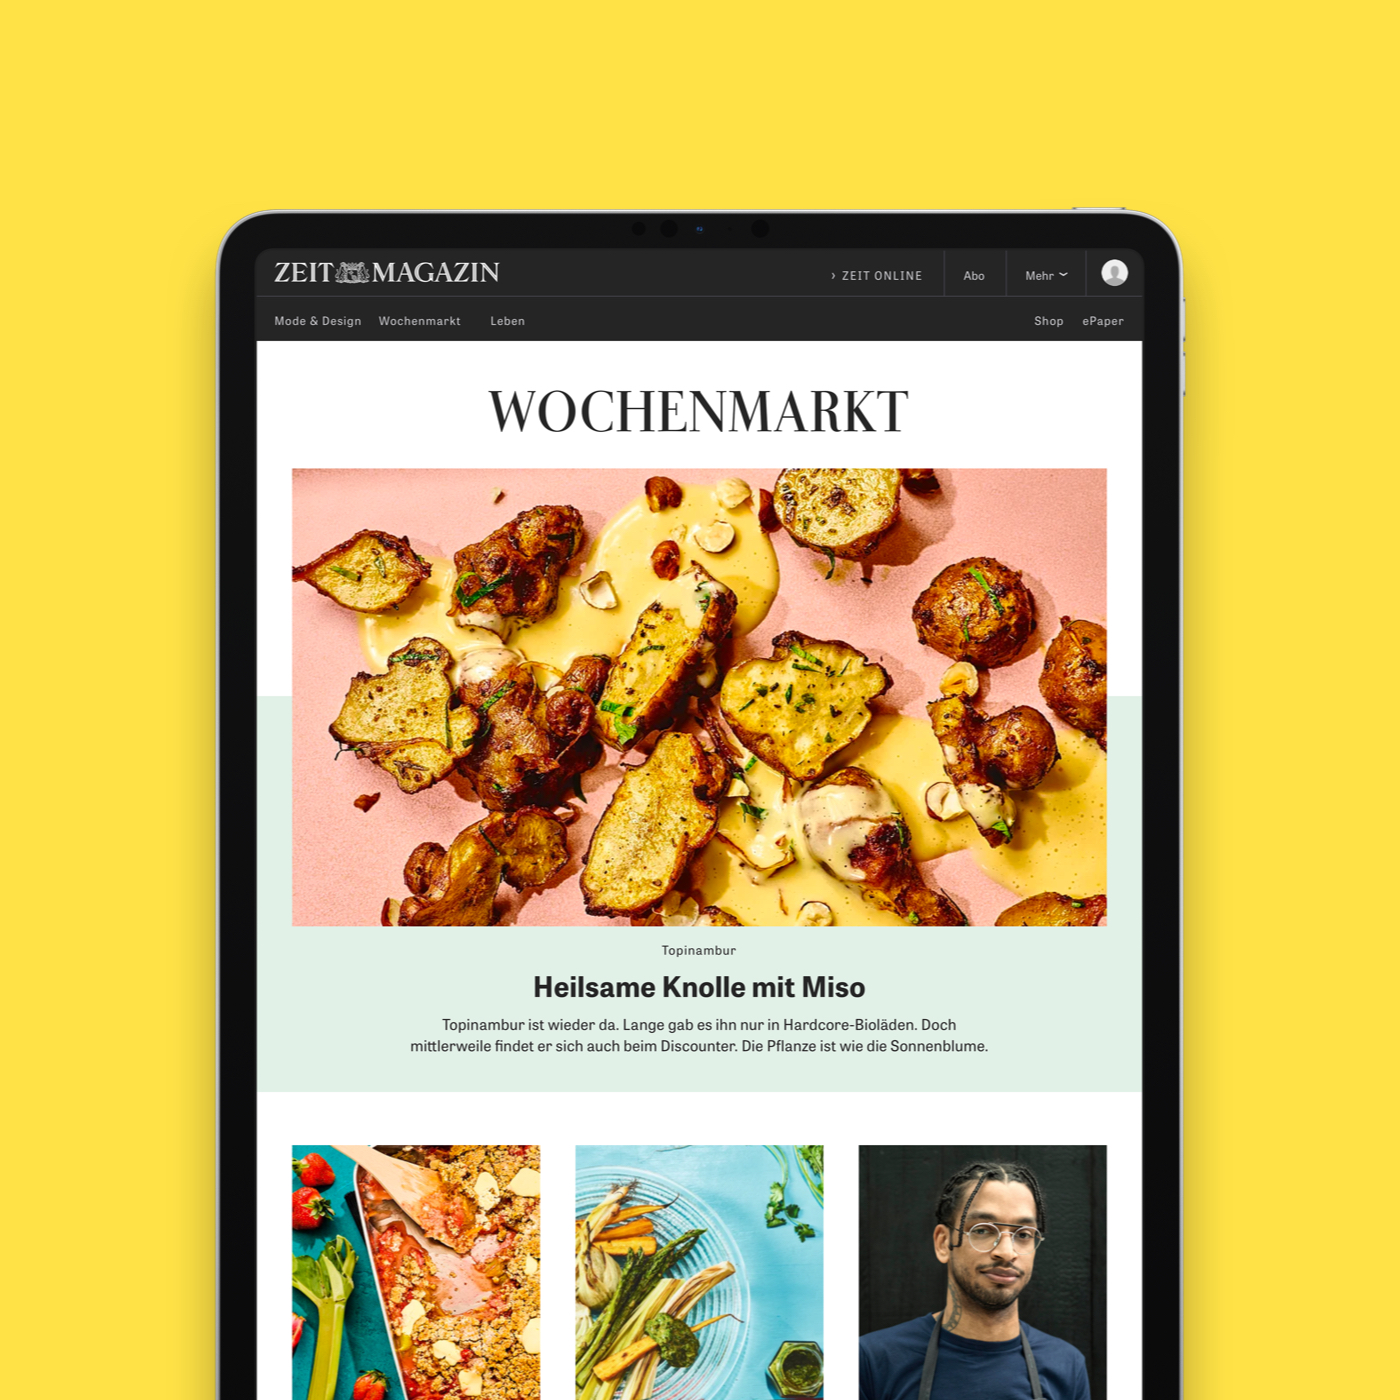 ZEIT MAGAZIN
› ZEIT ONLINE
Abo
Mehr
Mode & Design Wochenmarkt Leben
Shop ePaper
WOCHENMARKT
Topinambur
Heilsame Knolle mit Miso
Topinambur ist wieder da. Lange gab es ihn nur in Hardcore-Bioläden. Doch
mittlerweile findet er sich auch beim Discounter. Die Pflanze ist wie die Sonnenblume.